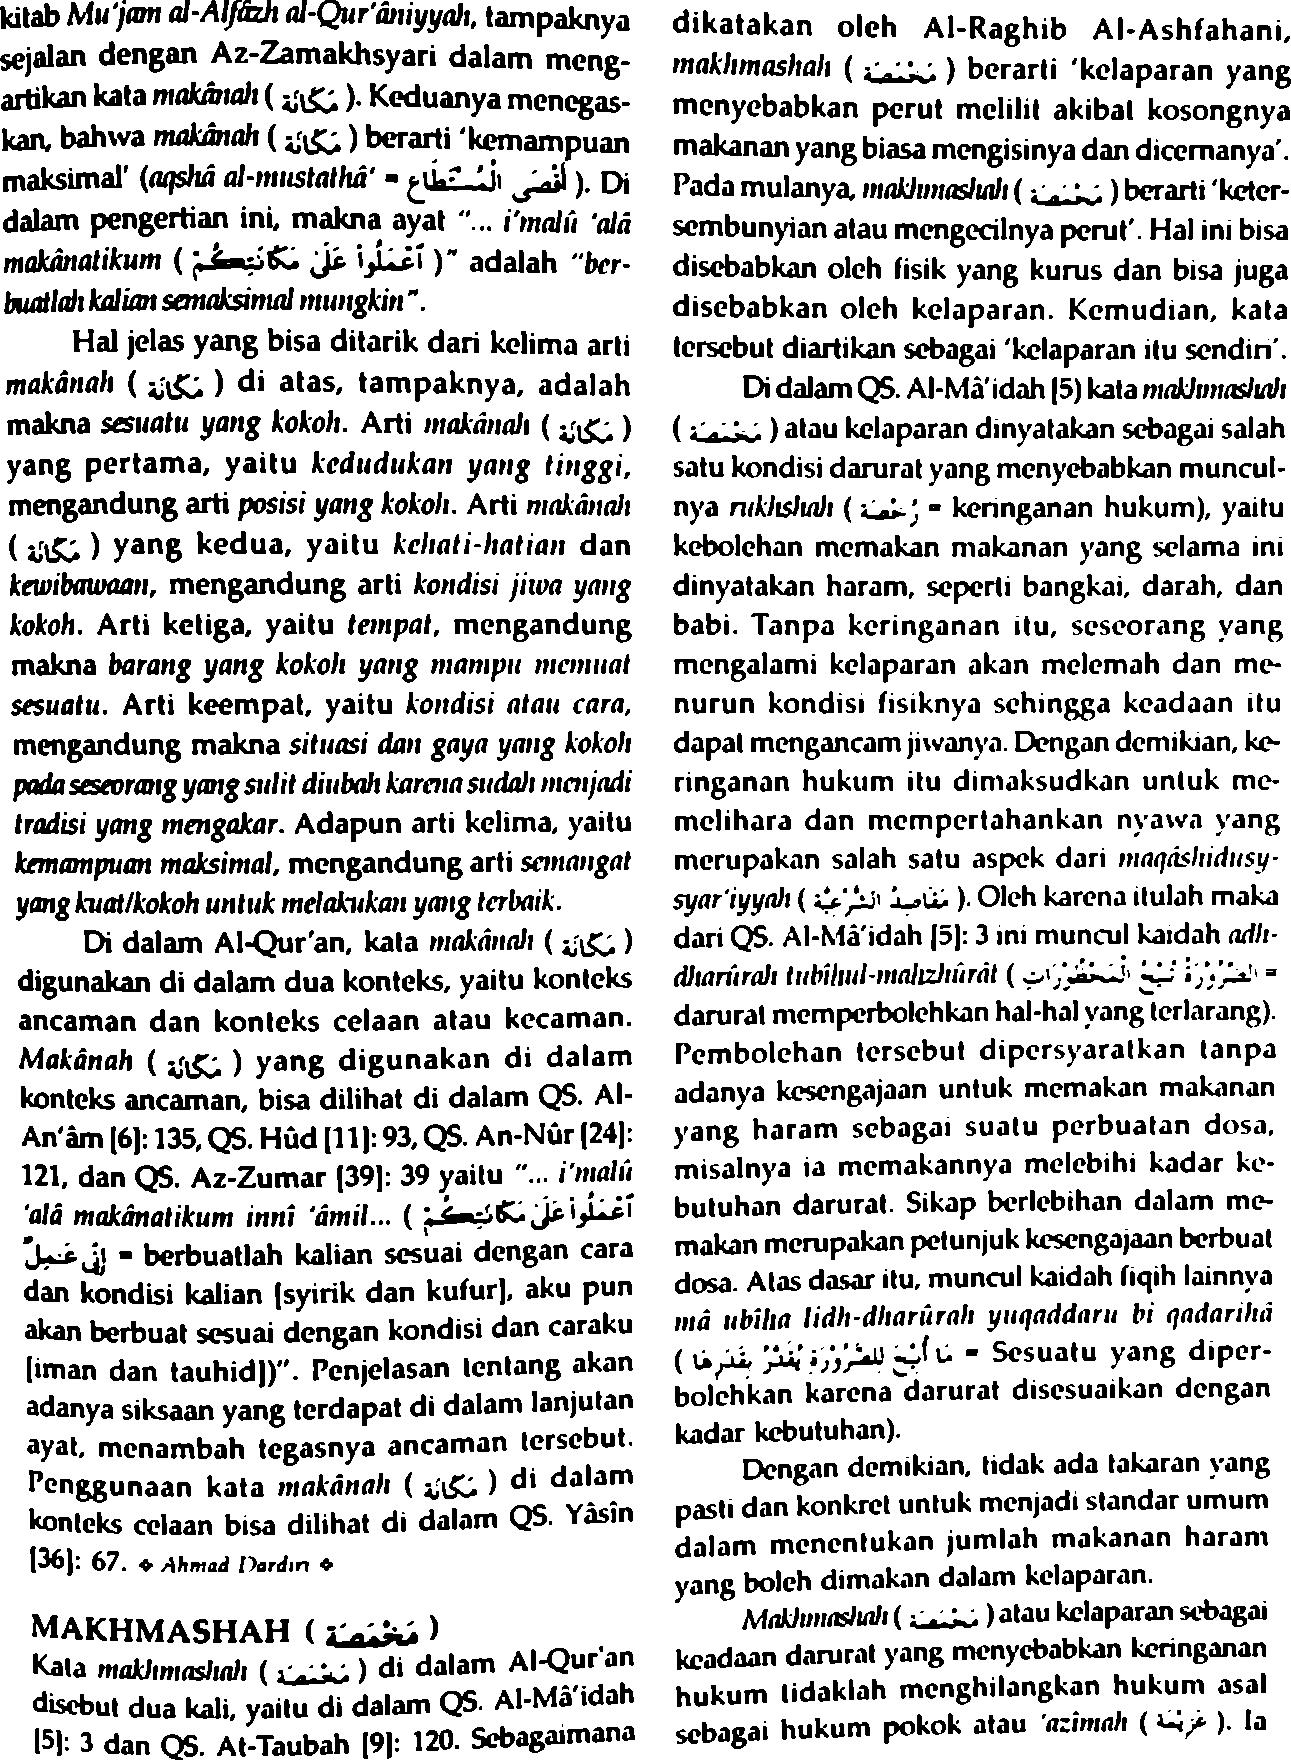 kitab Mu'jam al-Alfâzh al-Qur'âniyyah, tampaknya
sejalan dengan Az-Zamakhsyari dalam meng-
artikan kata makânah ( مَكَانَة ). Keduanya menegas-
kan, bahwa makânah ( مَكَانَة ) berarti 'kemampuan
maksimal' (aqshâ al-mustathâ' = أَقْصَى الْمُسْتَطَاع ). Di
dalam pengertian ini, makna ayat "... i'malû 'alâ
makânatikum ( ٱعْمَلُوا۟ عَلَىٰ مَكَانَتِكُمْ )" adalah "ber-
buatlah kalian semaksimal mungkin".
Hal jelas yang bisa ditarik dari kelima arti
makânah ( مَكَانَة ) di atas, tampaknya, adalah
makna sesuatu yang kokoh. Arti makânah ( مَكَانَة )
yang pertama, yaitu kedudukan yang tinggi,
mengandung arti posisi yang kokoh. Arti makânah
( مَكَانَة ) yang kedua, yaitu kehati-hatian dan
kewibawaan, mengandung arti kondisi jiwa yang
kokoh. Arti ketiga, yaitu tempat, mengandung
makna barang yang kokoh yang mampu memuat
sesuatu. Arti keempat, yaitu kondisi atau cara,
mengandung makna situasi dan gaya yang kokoh
pada seseorang yang sulit diubah karena sudah menjadi
tradisi yang mengakar. Adapun arti kelima, yaitu
kemampuan maksimal, mengandung arti semangat
yang kuat/kokoh untuk melakukan yang terbaik.
Di dalam Al-Qur'an, kata makânah ( مَكَانَة )
digunakan di dalam dua konteks, yaitu konteks
ancaman dan konteks celaan atau kecaman.
Makânah ( مَكَانَة ) yang digunakan di dalam
konteks ancaman, bisa dilihat di dalam QS. Al-
An'âm [6]: 135, QS. Hûd [11]: 93, QS. An-Nûr [24]:
121, dan QS. Az-Zumar [39]: 39 yaitu "... i'malû
'alâ makânatikum innî 'âmil... ( ٱعْمَلُوا۟ عَلَىٰ مَكَانَتِكُمْ
إِنِّى عَـٰمِلٌ = berbuatlah kalian sesuai dengan cara
dan kondisi kalian [syirik dan kufur], aku pun
akan berbuat sesuai dengan kondisi dan caraku
[iman dan tauhid])". Penjelasan tentang akan
adanya siksaan yang terdapat di dalam lanjutan
ayat, menambah tegasnya ancaman tersebut.
Penggunaan kata makânah ( مَكَانَة ) di dalam
konteks celaan bisa dilihat di dalam QS. Yâsîn
[36]: 67. ❖ Ahmad Dardiri ❖
MAKHMASHAH ( مَخْمَصَة )
Kata makhmashah ( مَخْمَصَة ) di dalam Al-Qur'an
disebut dua kali, yaitu di dalam QS. Al-Mâ'idah
[5]: 3 dan QS. At-Taubah [9]: 120. Sebagaimana
dikatakan oleh Al-Raghib Al-Ashfahani,
makhmashah ( مَخْمَصَة ) berarti 'kelaparan yang
menyebabkan perut melilit akibat kosongnya
makanan yang biasa mengisinya dan dicernanya'.
Pada mulanya, makhmashah ( مَخْمَصَة ) berarti 'keter-
sembunyian atau mengecilnya perut'. Hal ini bisa
disebabkan oleh fisik yang kurus dan bisa juga
disebabkan oleh kelaparan. Kemudian, kata
tersebut diartikan sebagai 'kelaparan itu sendiri'.
Di dalam QS. Al-Mâ'idah [5] kata makhmashah
( مَخْمَصَة ) atau kelaparan dinyatakan sebagai salah
satu kondisi darurat yang menyebabkan muncul-
nya rukhshah ( رُخْصَة = keringanan hukum), yaitu
kebolehan memakan makanan yang selama ini
dinyatakan haram, seperti bangkai, darah, dan
babi. Tanpa keringanan itu, seseorang yang
mengalami kelaparan akan melemah dan me-
nurun kondisi fisiknya sehingga keadaan itu
dapat mengancam jiwanya. Dengan demikian, ke-
ringanan hukum itu dimaksudkan untuk me-
melihara dan mempertahankan nyawa yang
merupakan salah satu aspek dari maqâshidusy-
syar'iyyah ( مَقَاصِدُ الشَّرْعِيَّة ). Oleh karena itulah maka
dari QS. Al-Mâ'idah [5]: 3 ini muncul kaidah adh-
dharûrah tubîhul-mahzhûrât ( الضَّرُوْرَةُ تُبِيْحُ الْمَحْظُوْرَاتِ =
darurat memperbolehkan hal-hal yang terlarang).
Pembolehan tersebut dipersyaratkan tanpa
adanya kesengajaan untuk memakan makanan
yang haram sebagai suatu perbuatan dosa,
misalnya ia memakannya melebihi kadar ke-
butuhan darurat. Sikap berlebihan dalam me-
makan merupakan petunjuk kesengajaan berbuat
dosa. Atas dasar itu, muncul kaidah fiqih lainnya
mâ ubîha lidh-dharûrah yuqaddaru bi qadarihâ
( مَا أُبِيْحَ لِلضَّرُوْرَةِ يُقَدَّرُ بِقَدَرِهَا = Sesuatu yang diper-
bolehkan karena darurat disesuaikan dengan
kadar kebutuhan).
Dengan demikian, tidak ada takaran yang
pasti dan konkret untuk menjadi standar umum
dalam menentukan jumlah makanan haram
yang boleh dimakan dalam kelaparan.
Makhmashah ( مَخْمَصَة ) atau kelaparan sebagai
keadaan darurat yang menyebabkan keringanan
hukum tidaklah menghilangkan hukum asal
sebagai hukum pokok atau 'azîmah ( عَزِيْمَة ). Ia